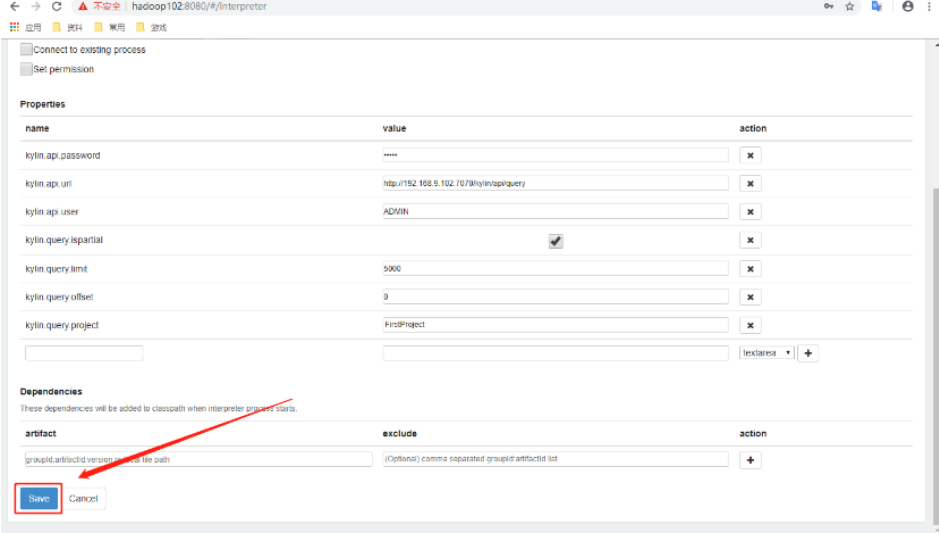 不安全 | hadoop102:8080/#/interpreter
应用 资料 常用 游戏
Connect to existing process
Set permission
Properties
name value action
kylin.api.password •••••
kylin.api.url http://192.168.9.102:7070/kylin/api/query
kylin.api.user ADMIN
kylin.query.ispartial
kylin.query.limit 5000
kylin.query.offset 0
kylin.query.project FirstProject
textarea
Dependencies
These dependencies will be added to classpath when interpreter process starts.
artifact exclude action
groupId:artifactId:version file path (Optional) comma separated groupId:artifactId list
Save Cancel